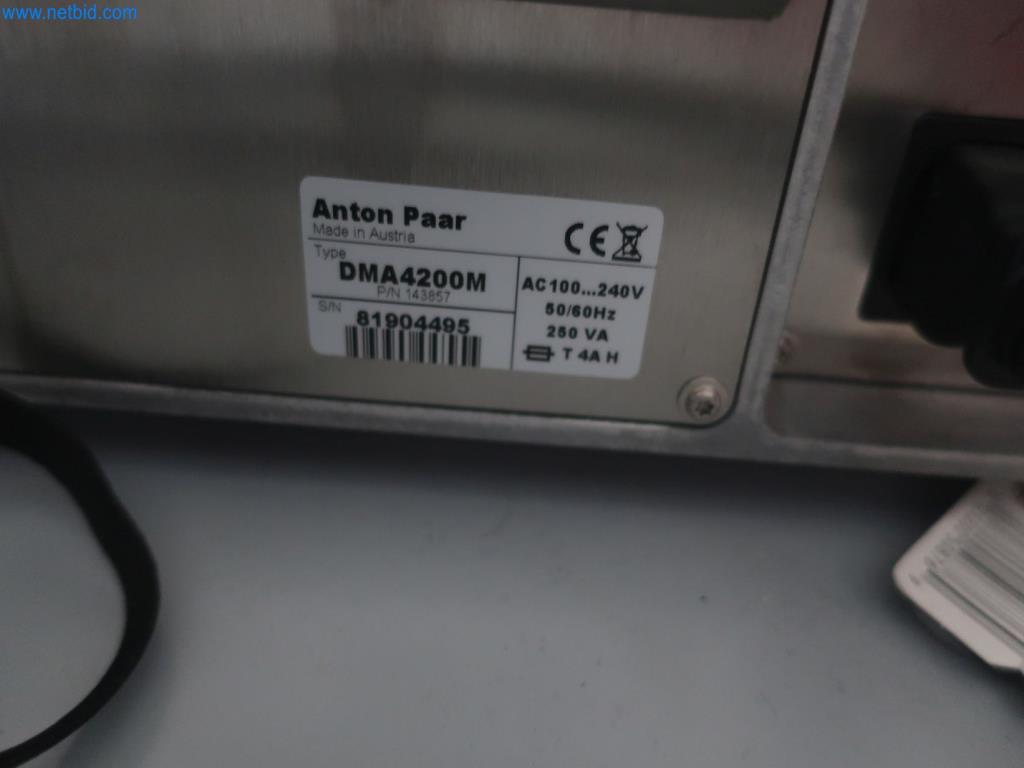 www.netbid.com
Anton Paar
Made in Austria
CE
Type
DMA4200M
P/N 143857
S/N
81904495
AC100...240V
50/60Hz
250 VA
T 4A H